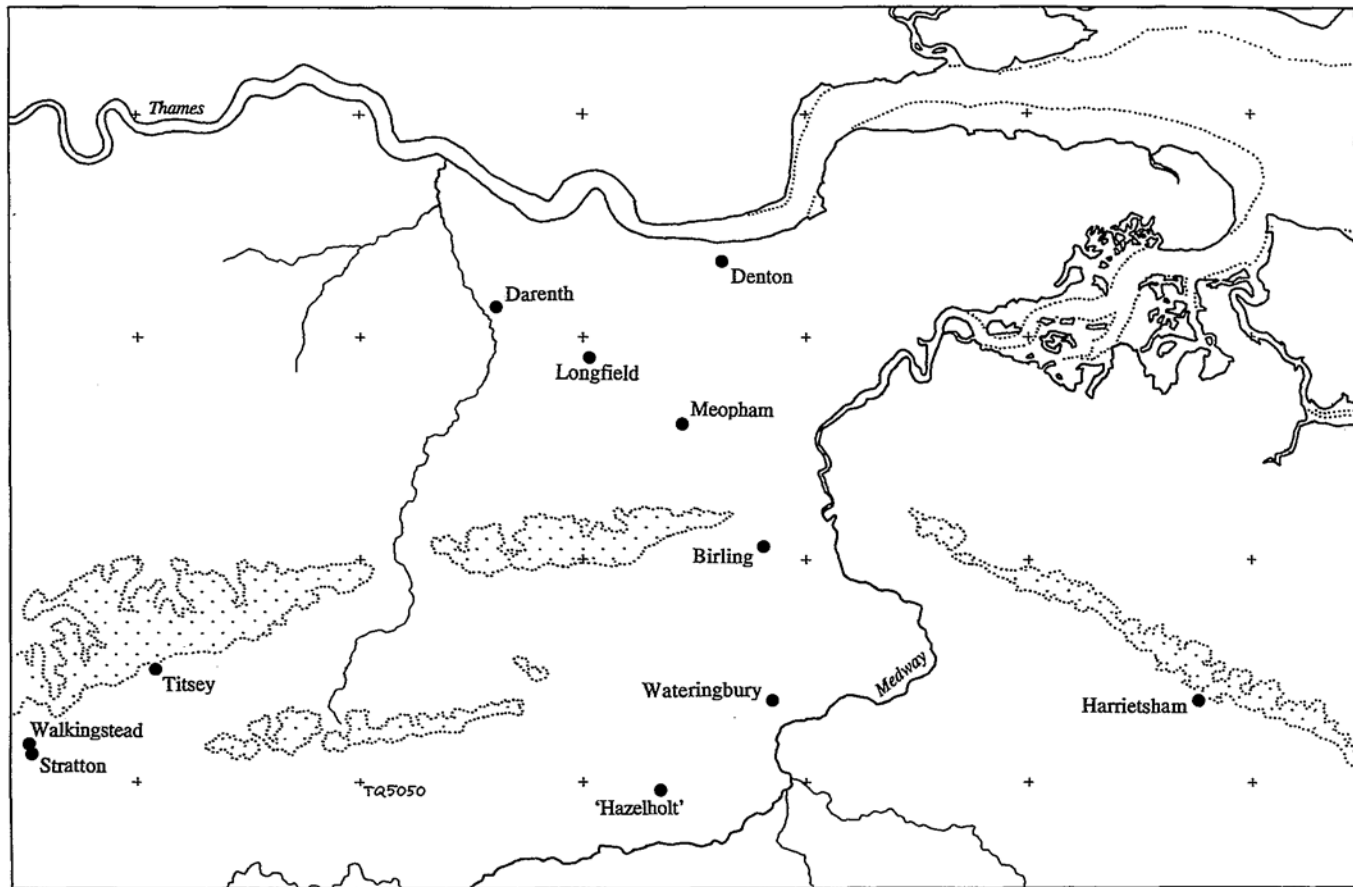 Thames
Denton
Darenth
Longfield
Meopham
Birling
Titsey
Medway
Wateringbury
Harrietsham
Walkingstead
Stratton
TQ5050
‘Hazelholt’